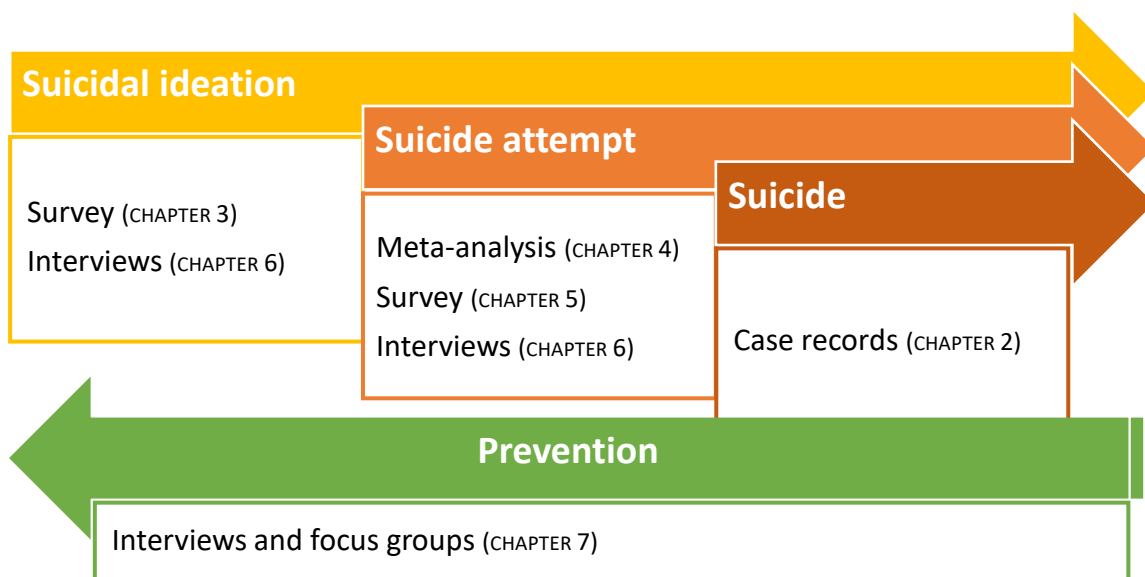 Suicidal ideation
Survey (CHAPTER 3)
Interviews (CHAPTER 6)
Suicide attempt
Meta-analysis (CHAPTER 4)
Survey (CHAPTER 5)
Interviews (CHAPTER 6)
Suicide
Case records (CHAPTER 2)
Prevention
Interviews and focus groups (CHAPTER 7)